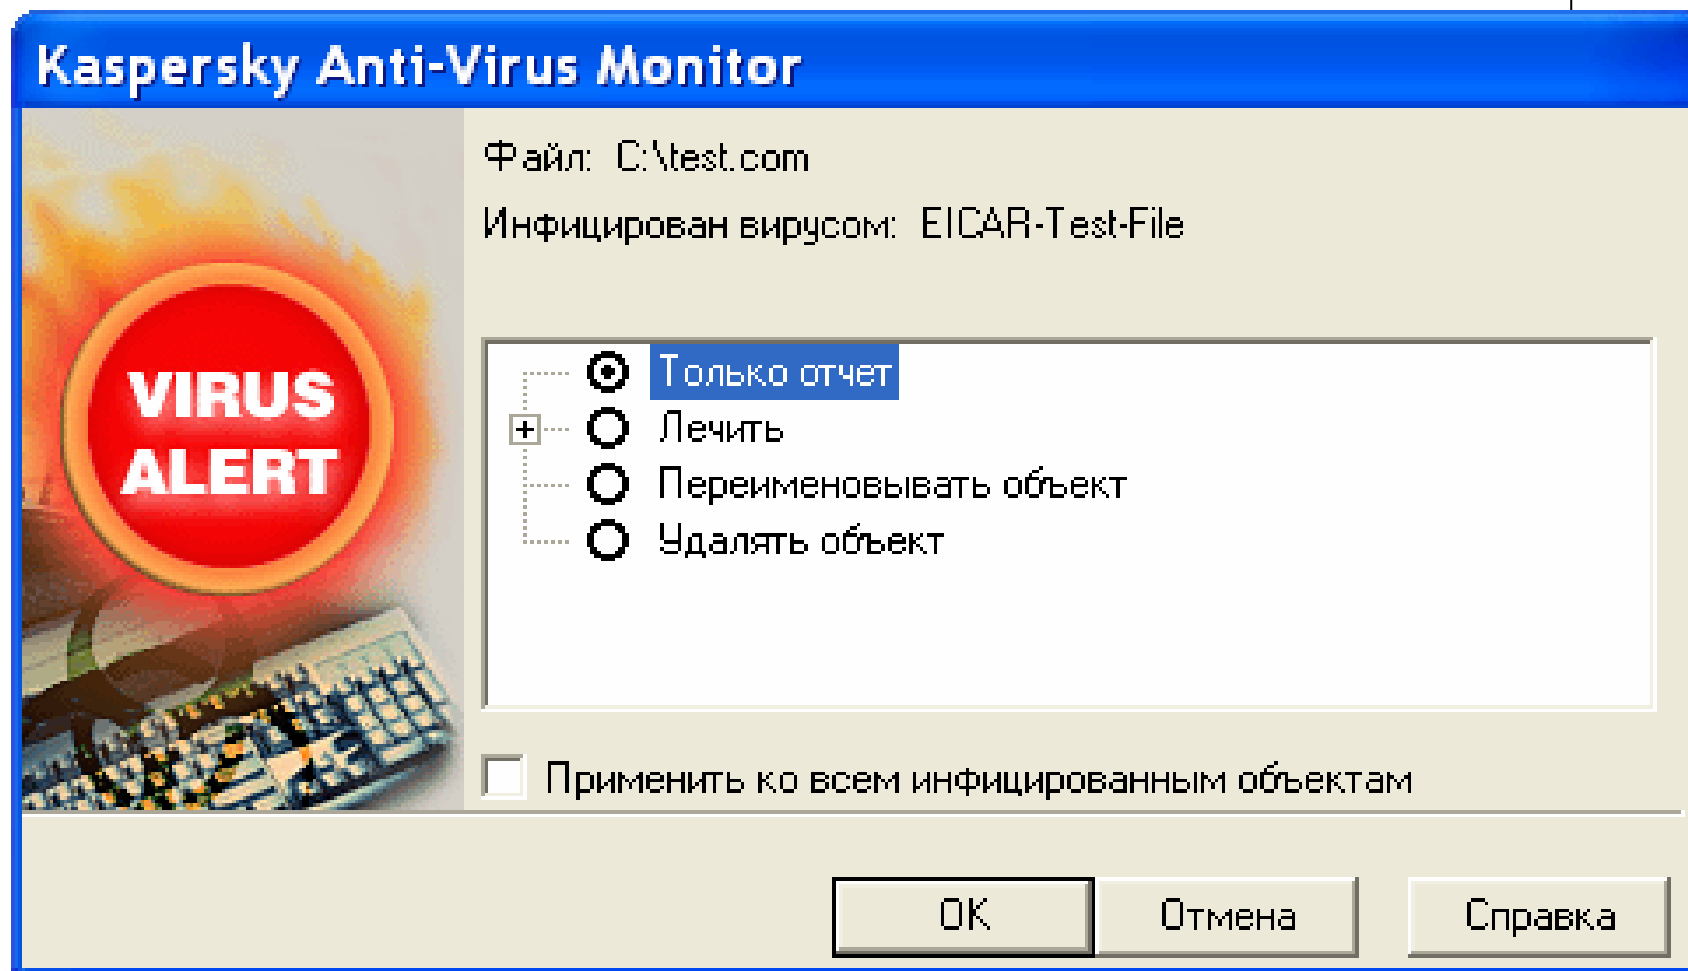 Kaspersky Anti-Virus Monitor
Файл: C:\test.com
Инфицирован вирусом: EICAR-Test-File
VIRUS
ALERT
Только отчет
Лечить
Переименовывать объект
Удалять объект
Применить ко всем инфицированным объектам
OK Отмена Справка